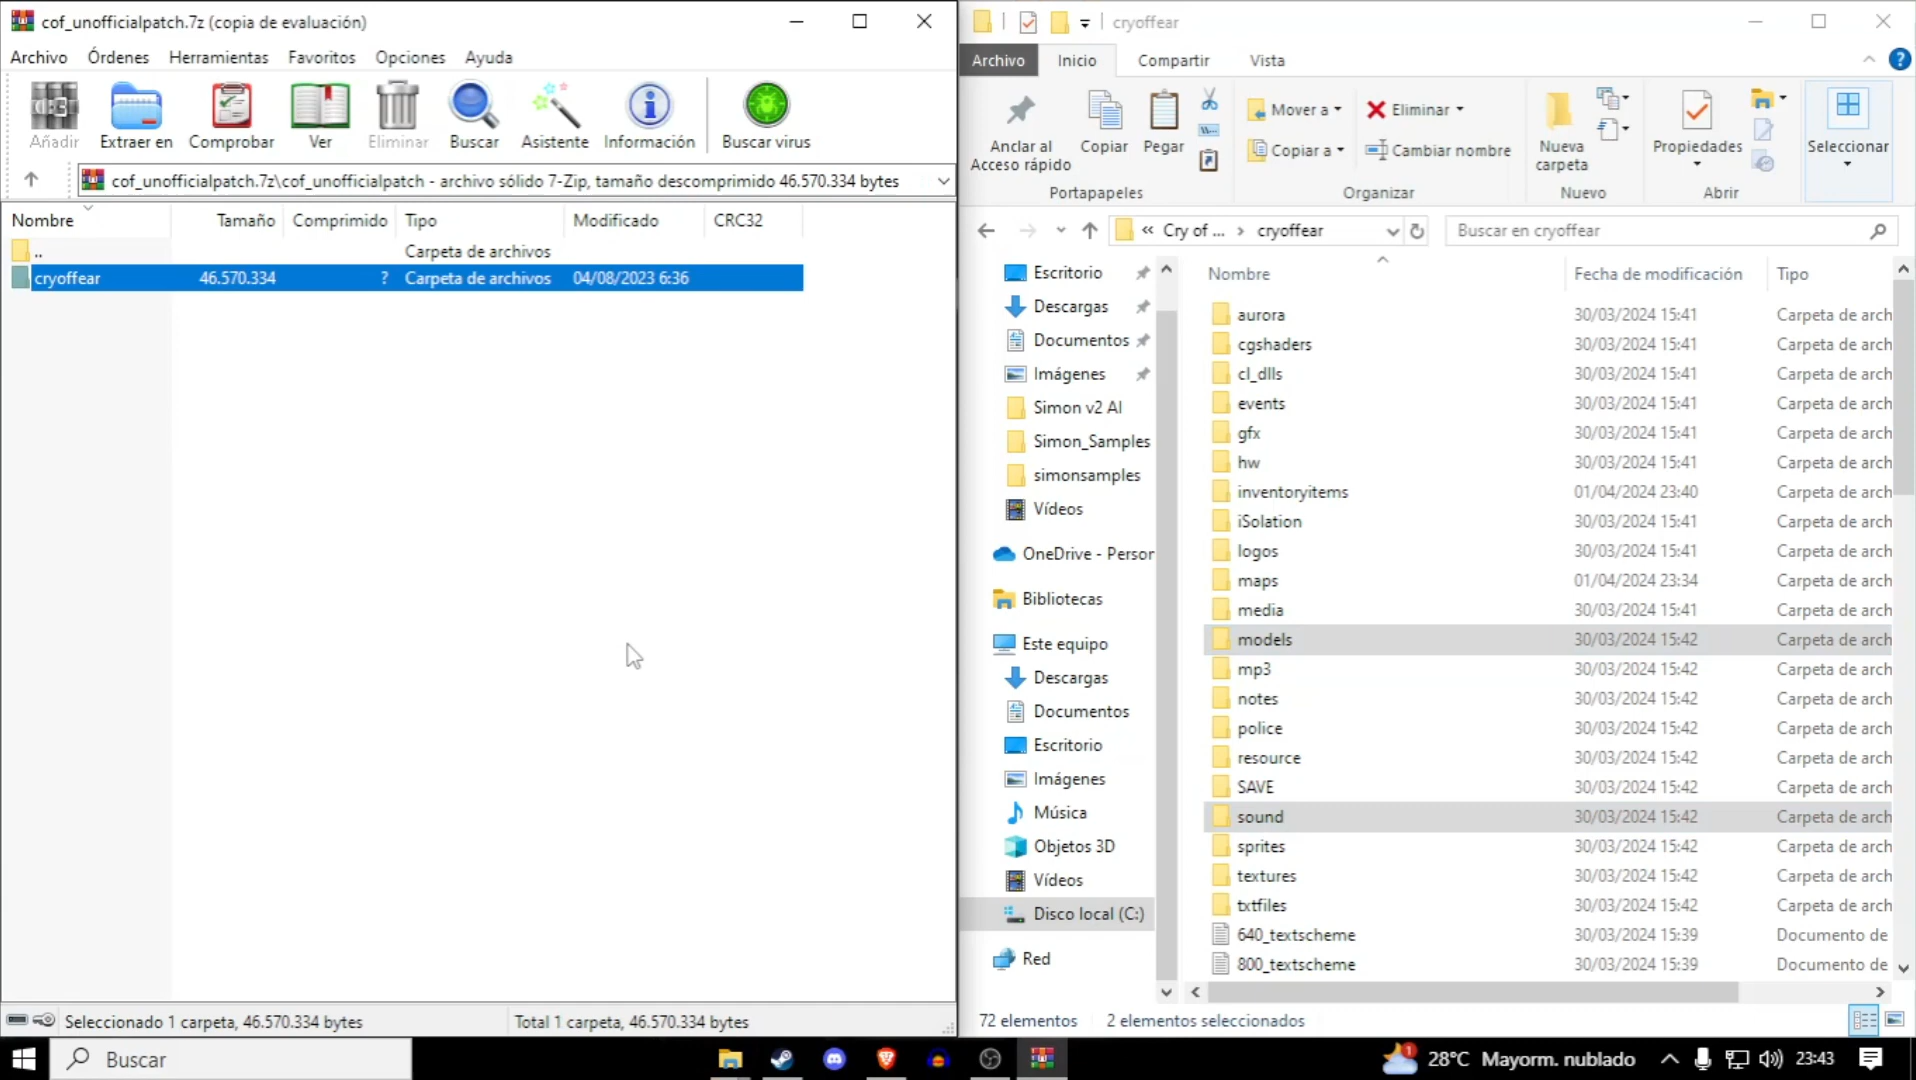 cof_unofficialpatch.7z (copia de evaluación)
Archivo Órdenes Herramientas Favoritos Opciones Ayuda
Añadir Extraer en Comprobar Ver Eliminar Buscar Asistente Información Buscar virus
cof_unofficialpatch.7z\cof_unofficialpatch - archivo sólido 7-Zip, tamaño descomprimido 46.570.334 bytes
Nombre Tamaño Comprimido Tipo Modificado CRC32
.. Carpeta de archivos
cryoffear 46.570.334 ? Carpeta de archivos 04/08/2023 6:36
Seleccionado 1 carpeta, 46.570.334 bytes
Total 1 carpeta, 46.570.334 bytes
cryoffear
Archivo Inicio Compartir Vista
Anclar al
Acceso rápido
Copiar
Pegar
Portapapeles
Mover a
Copiar a
Eliminar
Cambiar nombre
Organizar
Nueva
carpeta
Nuevo
Propiedades
Abrir
Seleccionar
« Cry of ... › cryoffear
Buscar en cryoffear
Escritorio
Descargas
Documentos
Imágenes
Simon v2 AI
Simon_Samples
simonsamples
Vídeos
OneDrive - Person
Bibliotecas
Este equipo
Descargas
Documentos
Escritorio
Imágenes
Música
Objetos 3D
Vídeos
Disco local (C:)
Red
Nombre Fecha de modificación Tipo
aurora 30/03/2024 15:41 Carpeta de arch
cgshaders 30/03/2024 15:41 Carpeta de arch
cl_dlls 30/03/2024 15:41 Carpeta de arch
events 30/03/2024 15:41 Carpeta de arch
gfx 30/03/2024 15:41 Carpeta de arch
hw 30/03/2024 15:41 Carpeta de arch
inventoryitems 01/04/2024 23:40 Carpeta de arch
iSolation 30/03/2024 15:41 Carpeta de arch
logos 30/03/2024 15:41 Carpeta de arch
maps 01/04/2024 23:34 Carpeta de arch
media 30/03/2024 15:41 Carpeta de arch
models 30/03/2024 15:42 Carpeta de arch
mp3 30/03/2024 15:42 Carpeta de arch
notes 30/03/2024 15:42 Carpeta de arch
police 30/03/2024 15:42 Carpeta de arch
resource 30/03/2024 15:42 Carpeta de arch
SAVE 30/03/2024 15:42 Carpeta de arch
sound 30/03/2024 15:42 Carpeta de arch
sprites 30/03/2024 15:42 Carpeta de arch
textures 30/03/2024 15:42 Carpeta de arch
txtfiles 30/03/2024 15:42 Carpeta de arch
640_textscheme 30/03/2024 15:39 Documento de
800_textscheme 30/03/2024 15:39 Documento de
72 elementos 2 elementos seleccionados
Buscar
1
28°C Mayorm. nublado
23:43